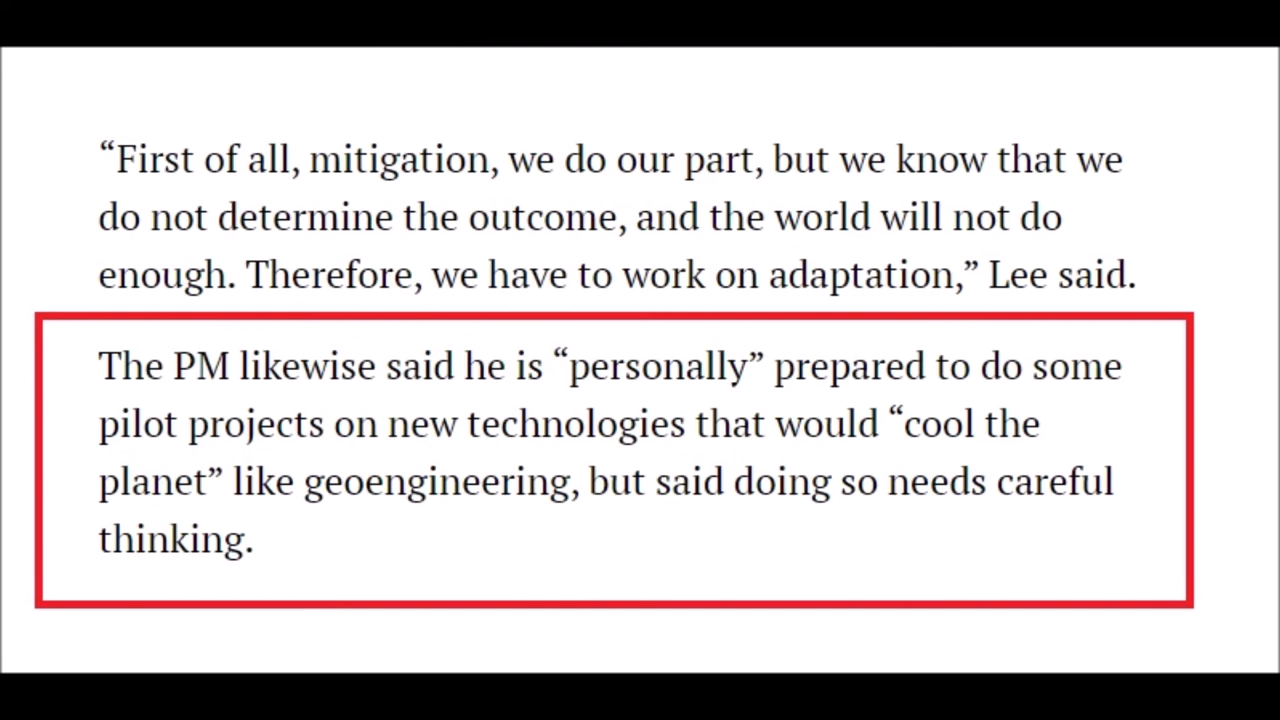 “First of all, mitigation, we do our part, but we know that we
do not determine the outcome, and the world will not do
enough. Therefore, we have to work on adaptation,” Lee said.
The PM likewise said he is “personally” prepared to do some
pilot projects on new technologies that would “cool the
planet” like geoengineering, but said doing so needs careful
thinking.